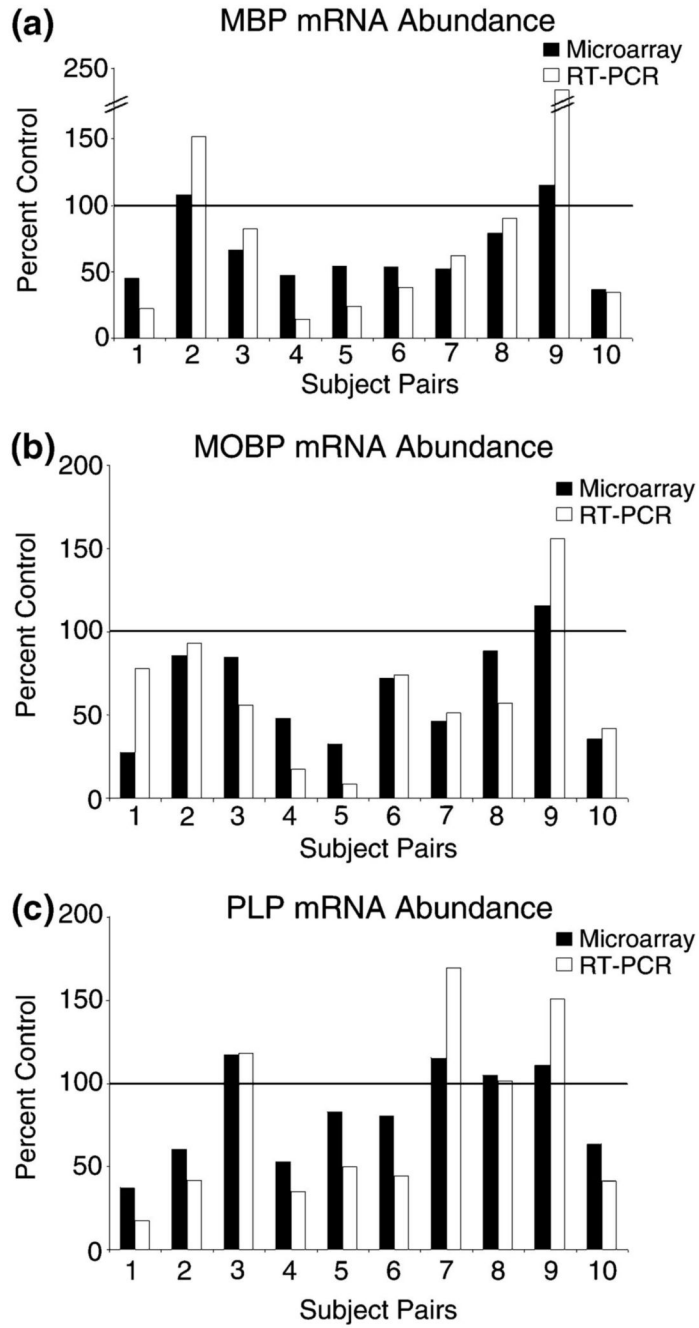 (a) MBP mRNA Abundance
Microarray
RT-PCR
250
150
100
50
0
Percent Control
1 2 3 4 5 6 7 8 9 10
Subject Pairs
(b) MOBP mRNA Abundance
Microarray
RT-PCR
200
150
100
50
0
Percent Control
1 2 3 4 5 6 7 8 9 10
Subject Pairs
(c) PLP mRNA Abundance
Microarray
RT-PCR
200
150
100
50
0
Percent Control
1 2 3 4 5 6 7 8 9 10
Subject Pairs